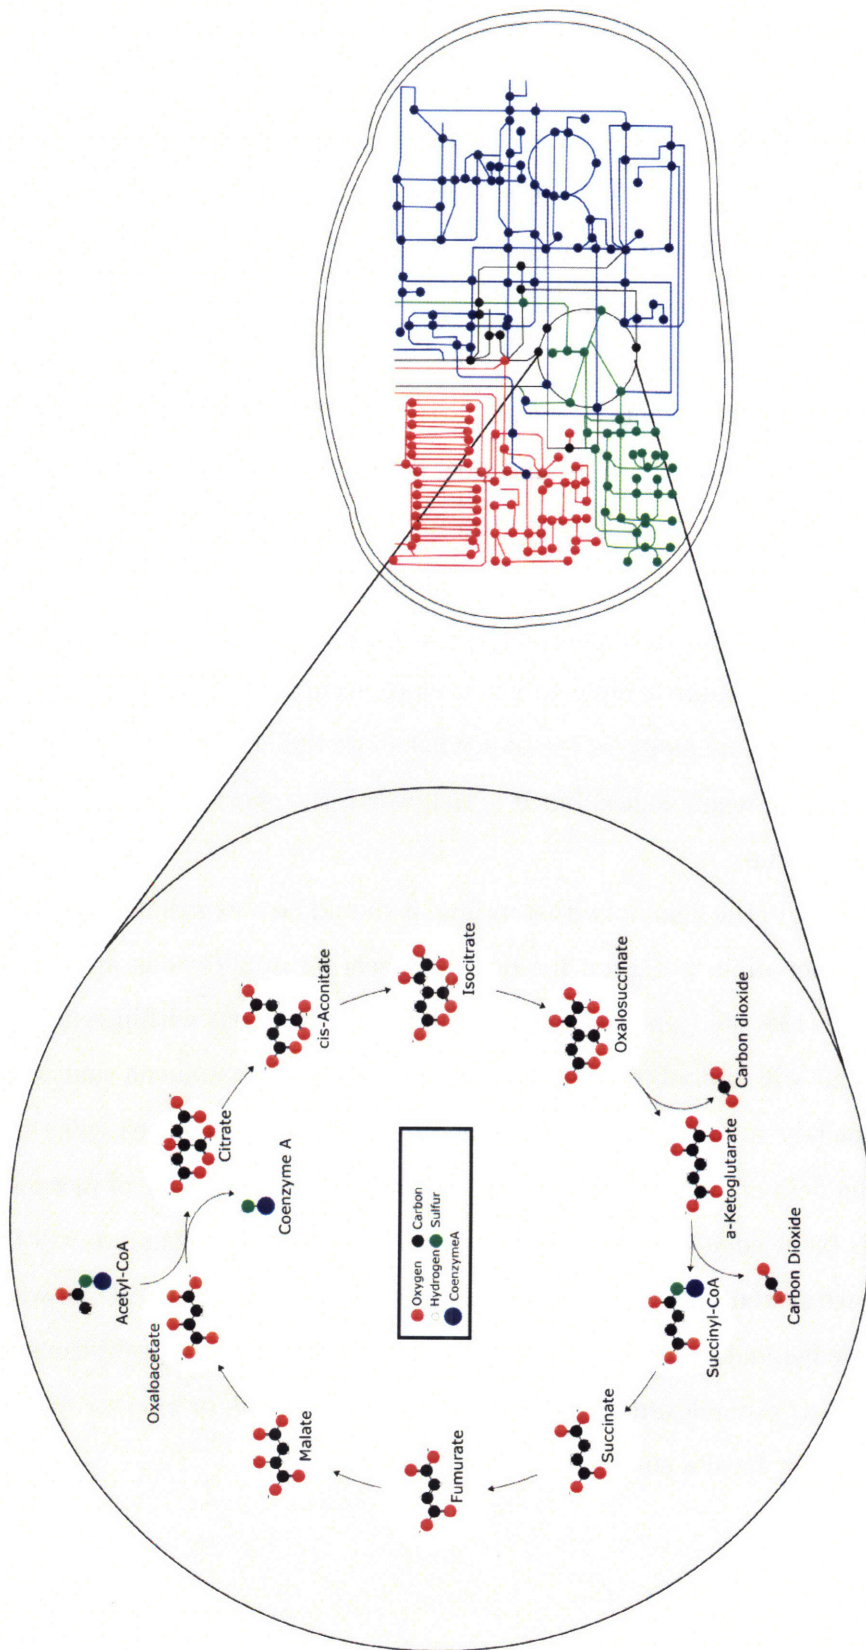 Acetyl-CoA
Citrate
Coenzyme A
cis-Aconitate
Isocitrate
Oxalosuccinate
Carbon dioxide
a-Ketoglutarate
Carbon Dioxide
Succinyl-CoA
Succinate
Fumurate
Malate
Oxaloacetate
Oxygen Carbon
Hydrogen Sulfur
CoenzymeA